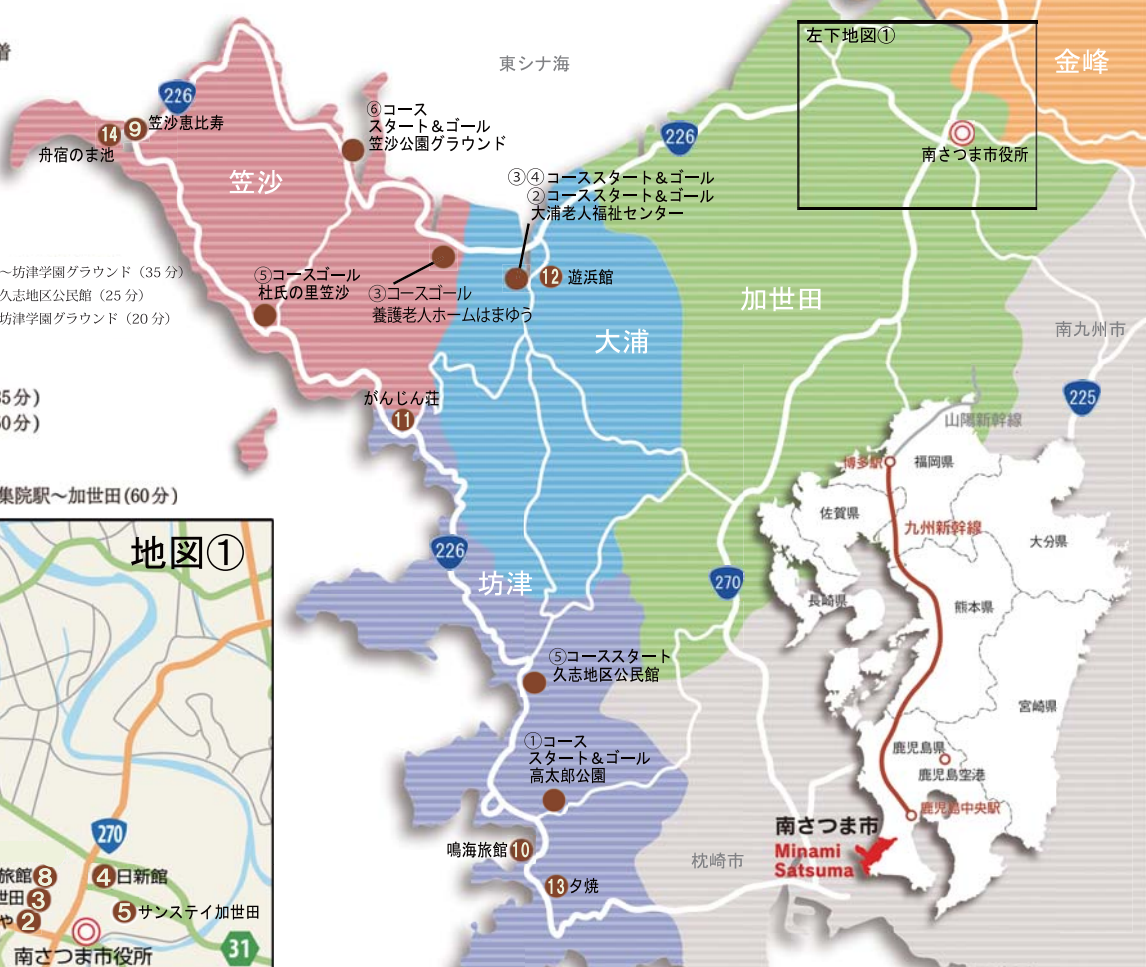 着
東シナ海
左下地図①
金峰
226
⑥コース
スタート＆ゴール
笠沙公園グラウンド
14
9
笠沙恵比寿
舟宿のま池
226
南さつま市役所
笠沙
③④コーススタート＆ゴール
②コーススタート＆ゴール
大浦老人福祉センター
～坊津学園グラウンド（35 分）
久志地区公民館（25 分）
坊津学園グラウンド（20 分）
⑤コースゴール
杜氏の里笠沙
③コースゴール
養護老人ホームはまゆう
12
遊浜館
加世田
大浦
南九州市
225
35分)
50分)
がんじん荘
11
山陽新幹線
博多駅
福岡県
佐賀県
九州新幹線
大分県
長崎県
熊本県
宮崎県
鹿児島県
鹿児島空港
鹿児島中央駅
南さつま市
Minami
Satsuma
集院駅～加世田(60分)
226
坊津
270
⑤コーススタート
久志地区公民館
①コース
スタート＆ゴール
高太郎公園
鳴海旅館
10
13
夕焼
枕崎市
地図①
270
旅館
8
4
日新館
世田
3
5
サンステイ加世田
や
2
南さつま市役所
31